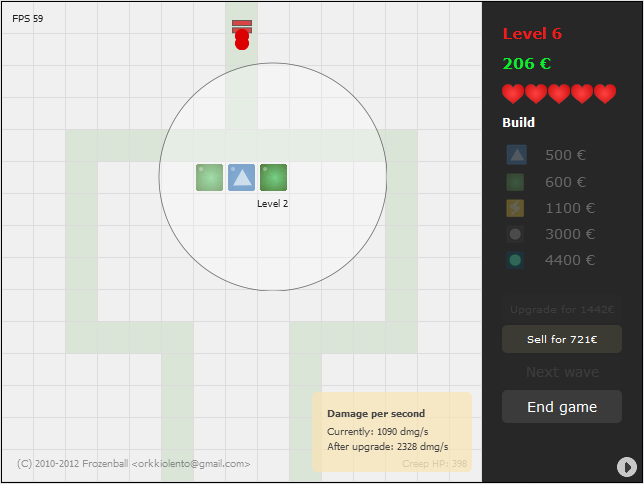 FPS 59
Level 6
206 €
Build
500 €
600 €
1100 €
3000 €
4400 €
Level 2
Upgrade for 1442€
Sell for 721€
Next wave
End game
Damage per second
Currently: 1090 dmg/s
After upgrade: 2328 dmg/s
(C) 2010-2012 Frozenball <orkkiolento@gmail.com>
Creep HP: 396